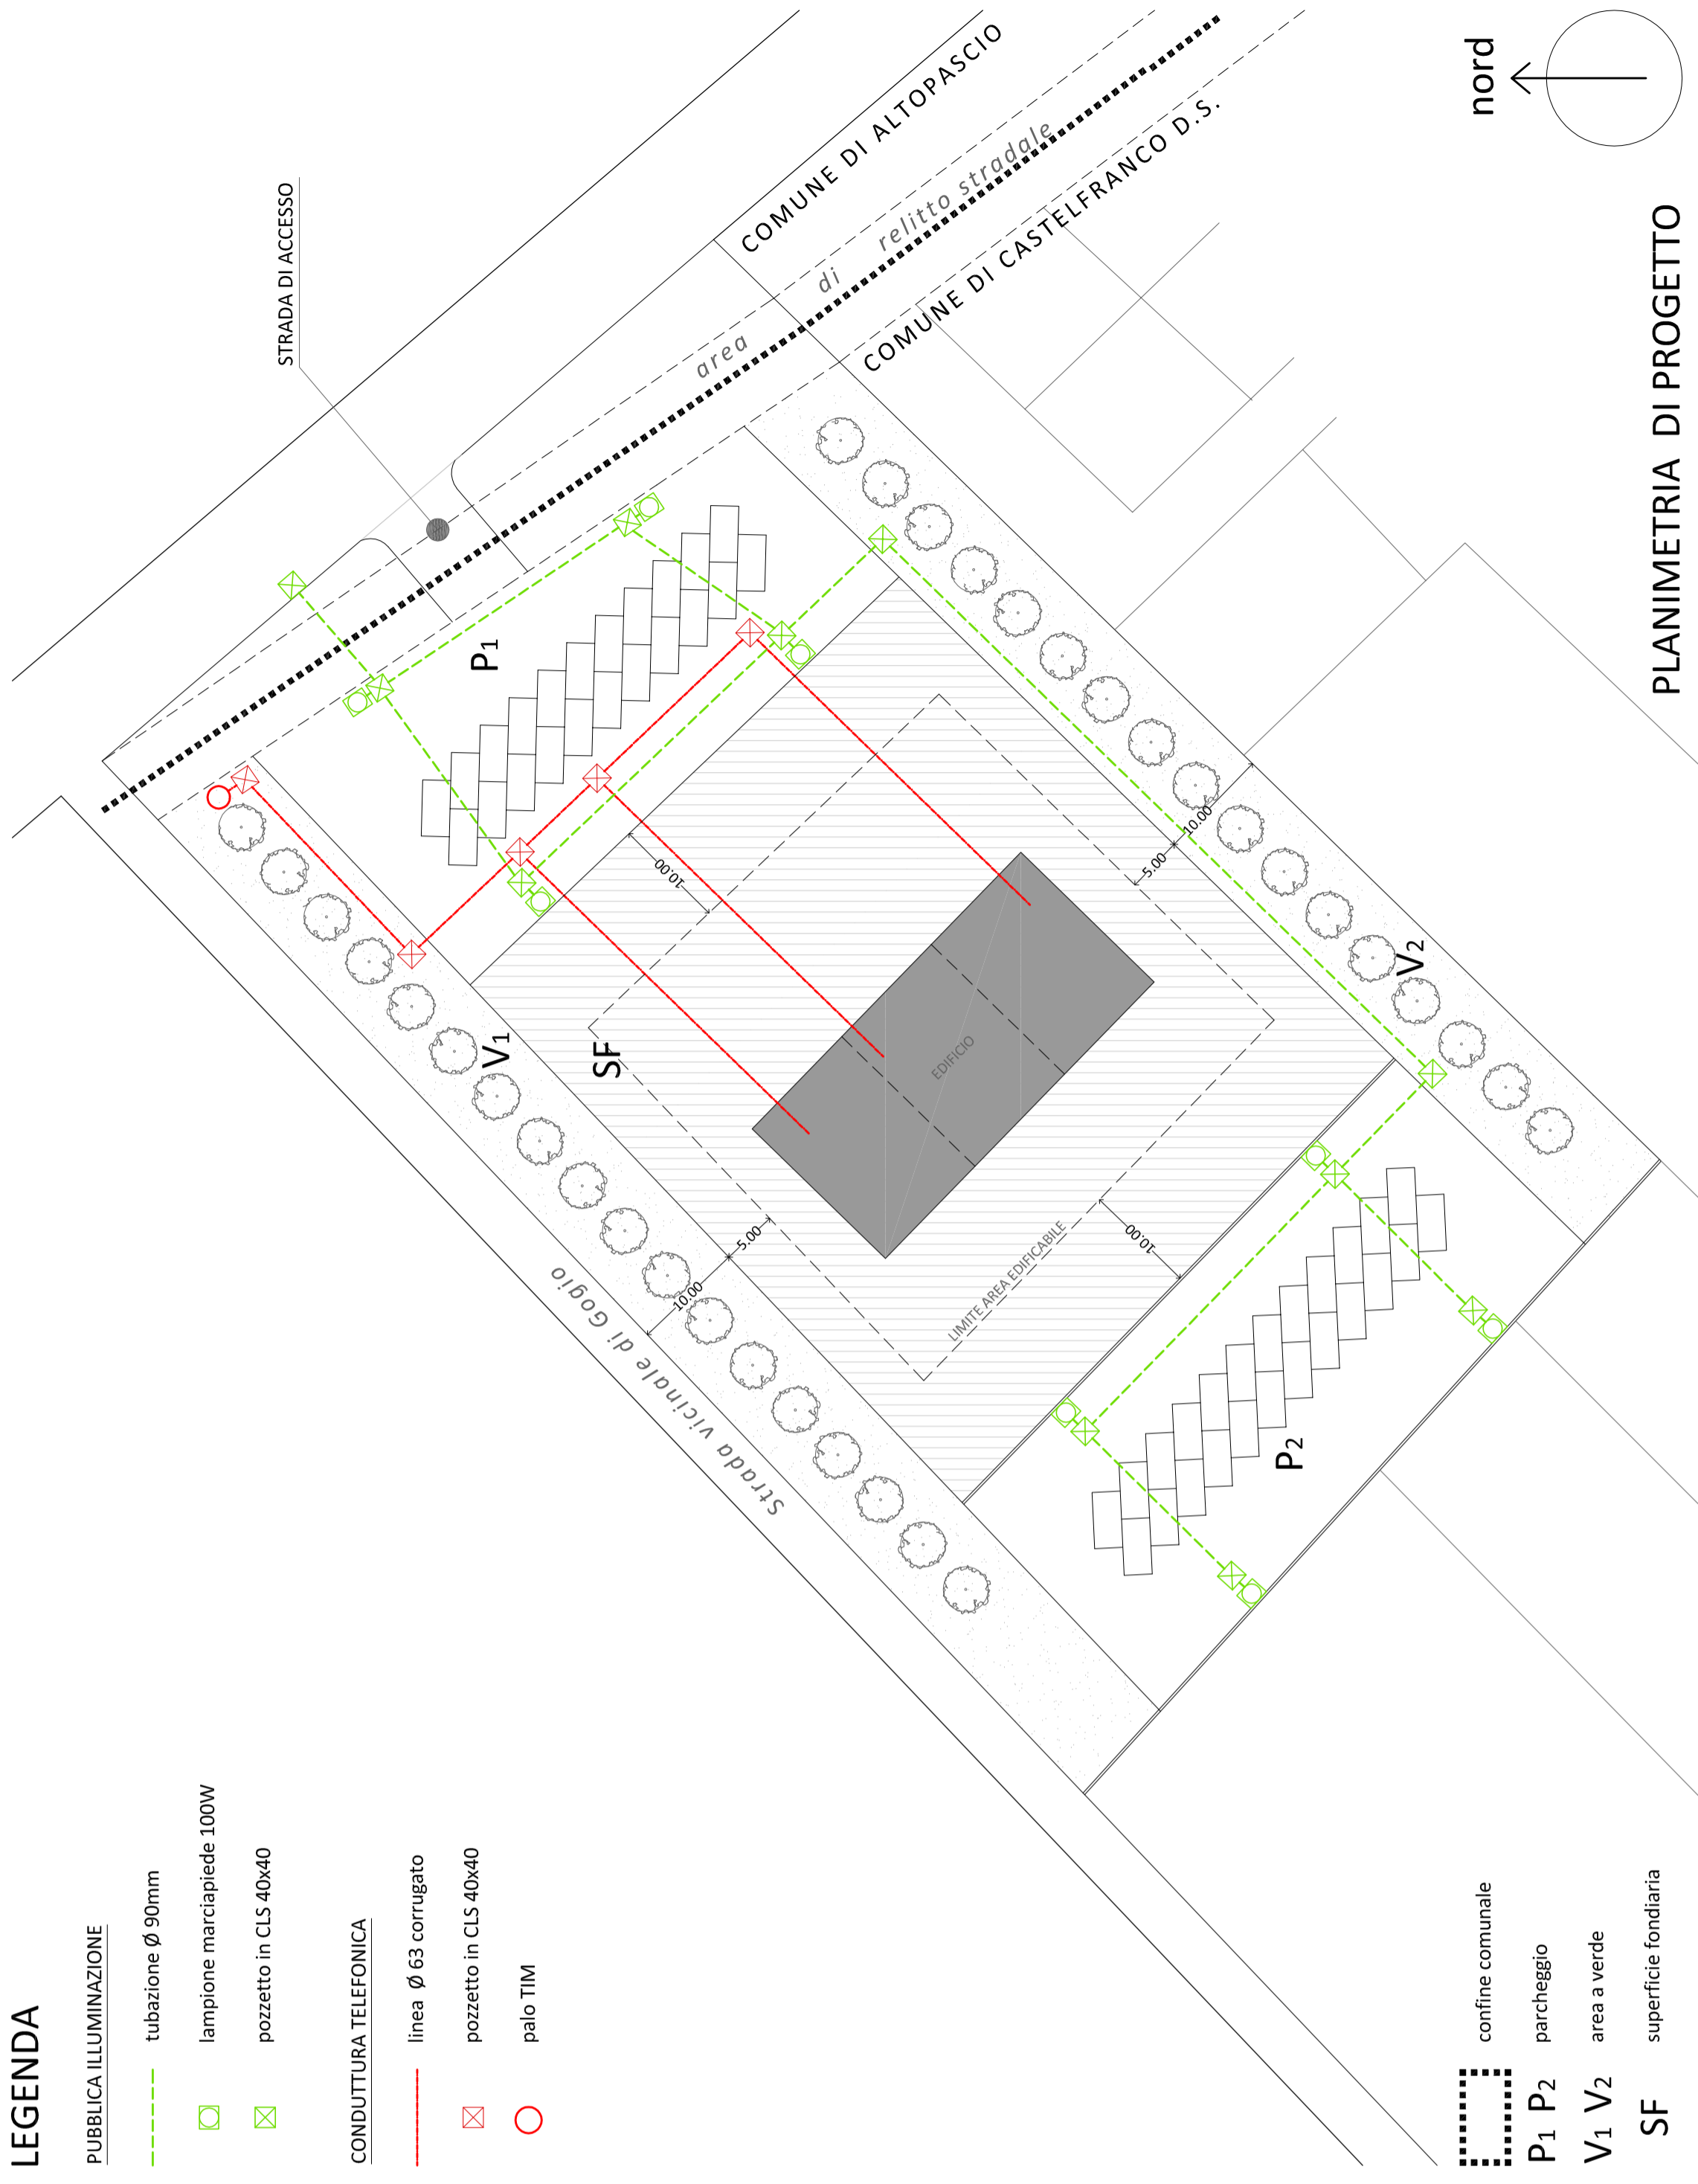 LEGENDA
PUBBLICA ILLUMINAZIONE
tubazione Ø 90mm
lampione marciapiede 100W
pozzetto in CLS 40x40
CONDUTTURA TELEFONICA
linea Ø 63 corrugato
pozzetto in CLS 40x40
palo TIM
confine comunale
P1 P2 parcheggio
V1 V2 area a verde
SF superficie fondiaria
STRADA DI ACCESSO
COMUNE DI ALTOPASCIO
area di relitto stradale
COMUNE DI CASTELFRANCO D.S.
P1
V1
SF
10.00
EDIFICIO
5.00
10.00
V2
5.00
10.00
LIMITE AREA EDIFICABILE
10.00
Strada vicinale di Gogio
P2
nord
PLANIMETRIA DI PROGETTO